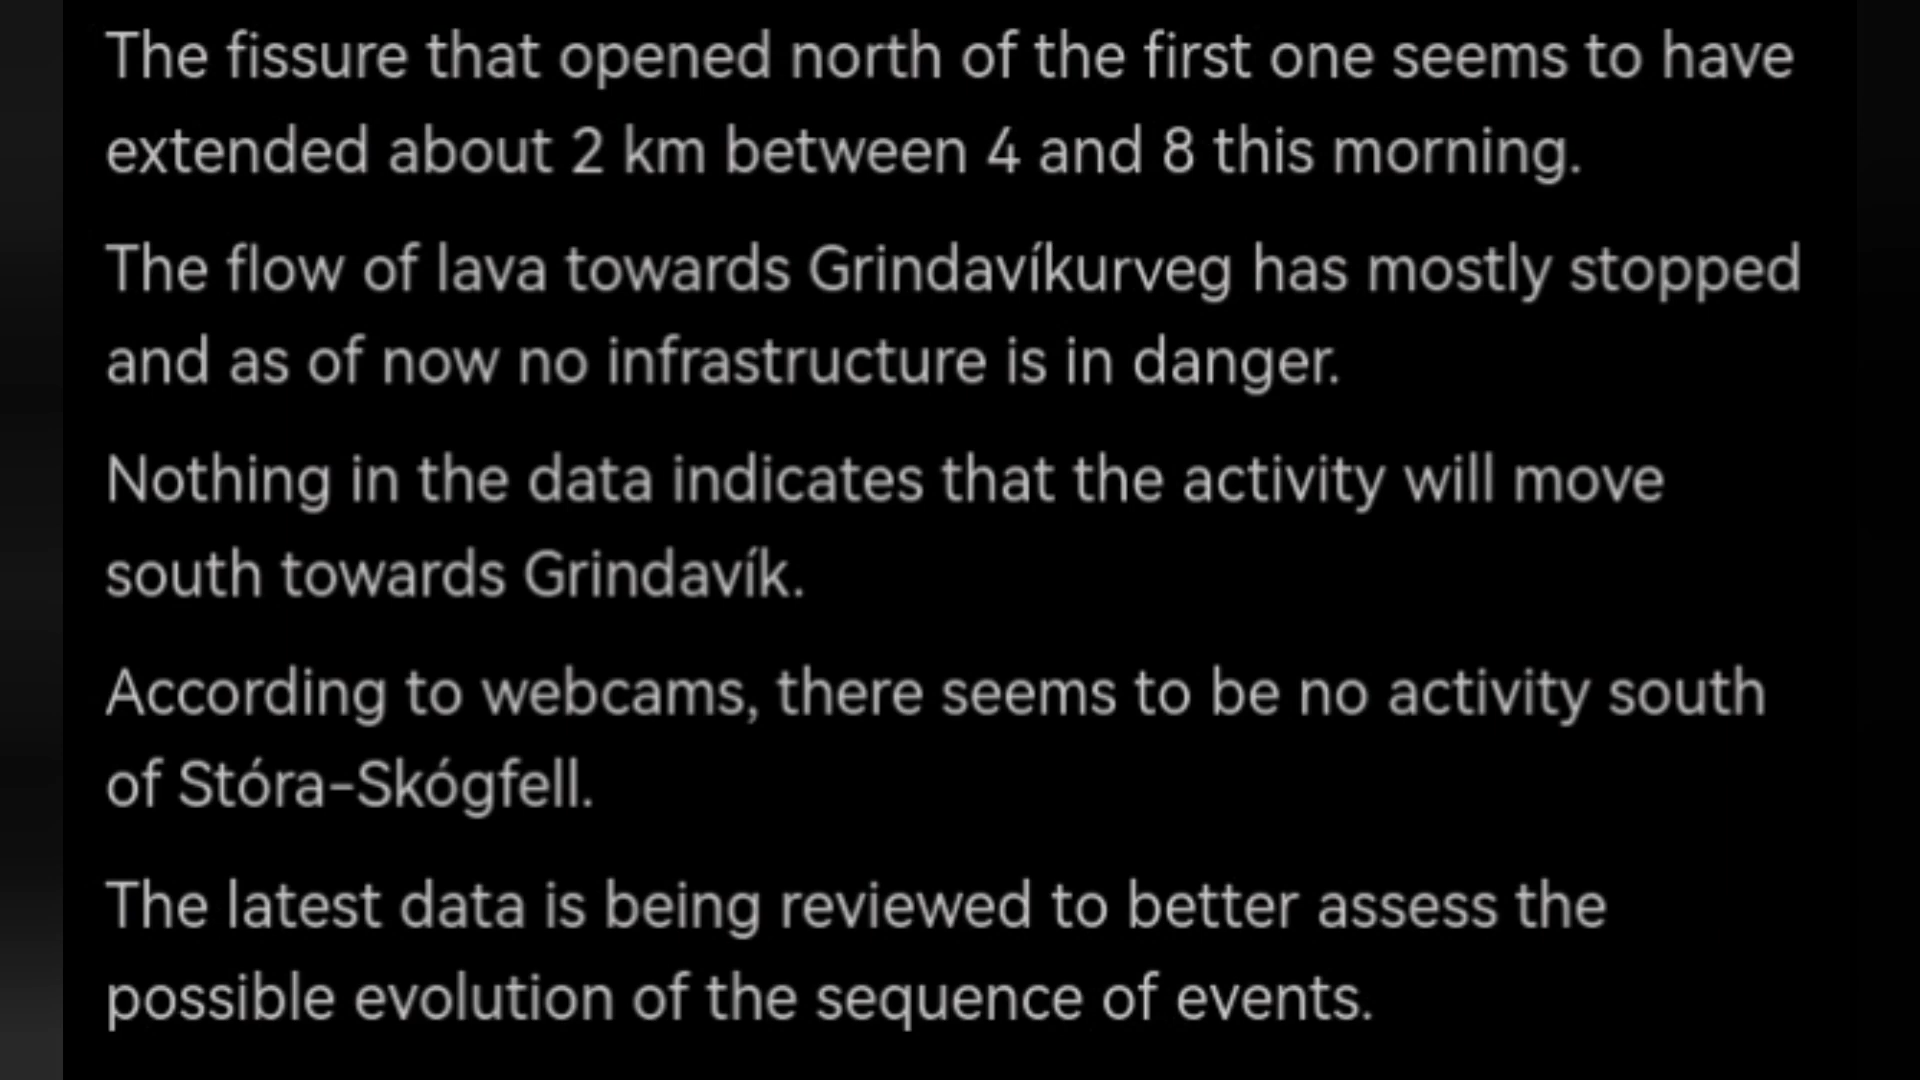 The fissure that opened north of the first one seems to have
extended about 2 km between 4 and 8 this morning.
The flow of lava towards Grindavíkurveg has mostly stopped
and as of now no infrastructure is in danger.
Nothing in the data indicates that the activity will move
south towards Grindavík.
According to webcams, there seems to be no activity south
of Stóra-Skógfell.
The latest data is being reviewed to better assess the
possible evolution of the sequence of events.